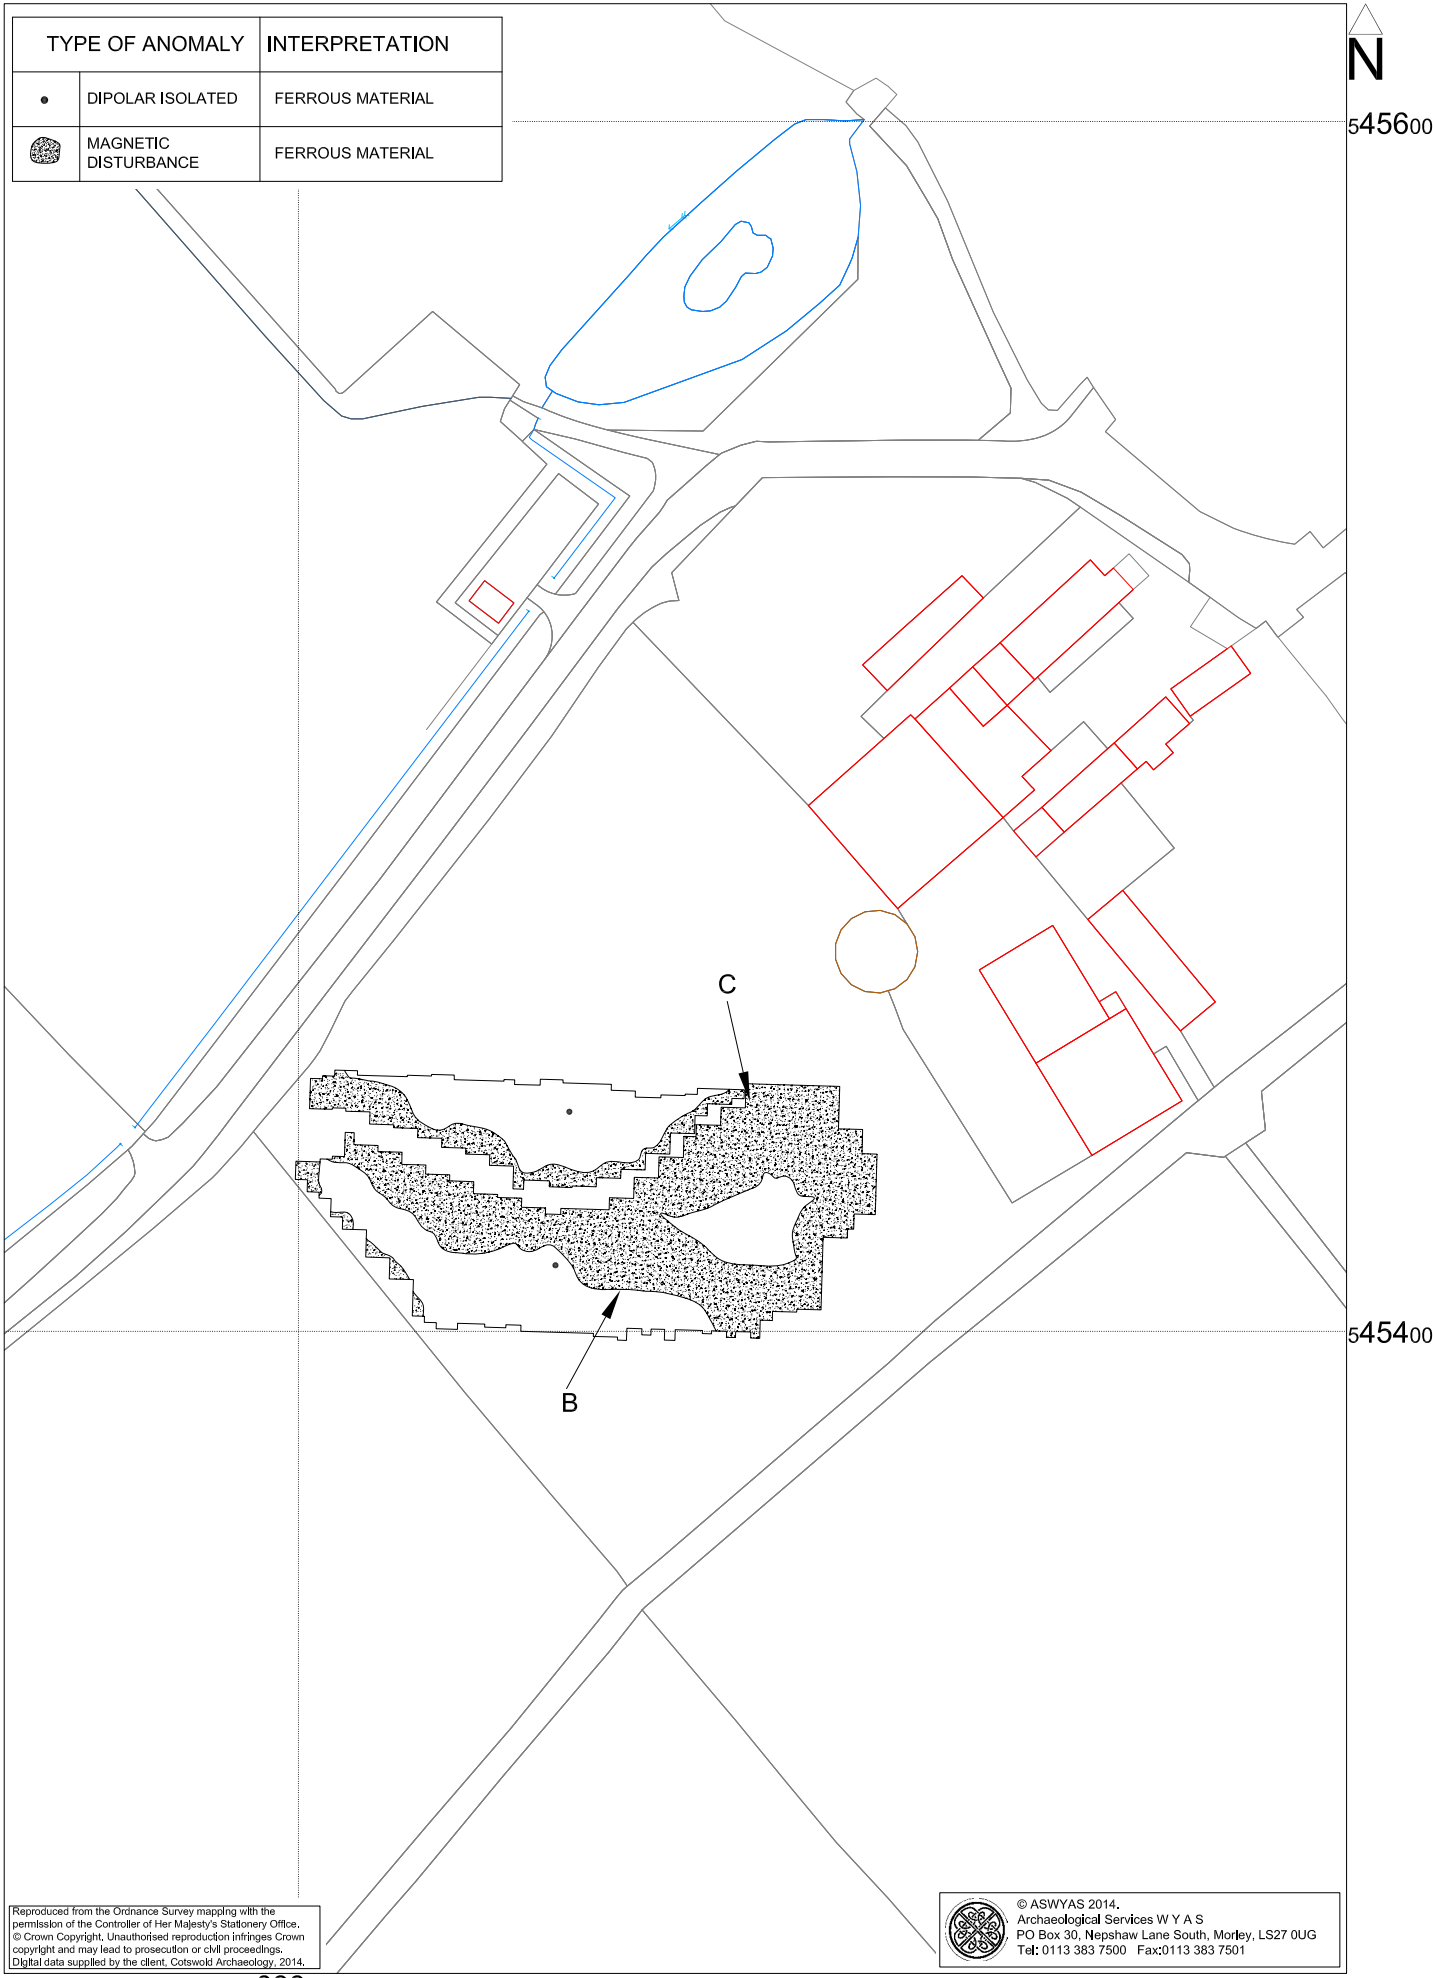 TYPE OF ANOMALY INTERPRETATION
DIPOLAR ISOLATED FERROUS MATERIAL
MAGNETIC
DISTURBANCE
FERROUS MATERIAL
N
545600
C
545400
B
Reproduced from the Ordnance Survey mapping with the
permission of the Controller of Her Majesty's Stationery Office.
© Crown Copyright. Unauthorised reproduction infringes Crown
copyright and may lead to prosecution or civil proceedings.
Digital data supplied by the client, Cotswold Archaeology, 2014.
© ASWYAS 2014.
Archaeological Services W Y A S
PO Box 30, Nepshaw Lane South, Morley, LS27 0UG
Tel: 0113 383 7500 Fax:0113 383 7501